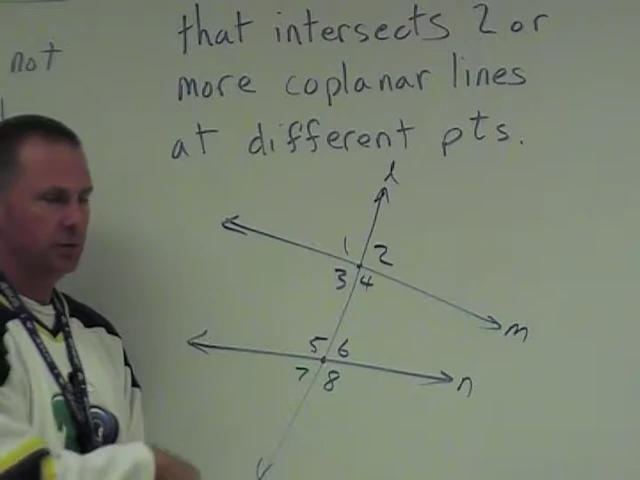 not
that intersects 2 or
more coplanar lines
at different pts.
l
1 2
3 4
m
5 6
7 8
n